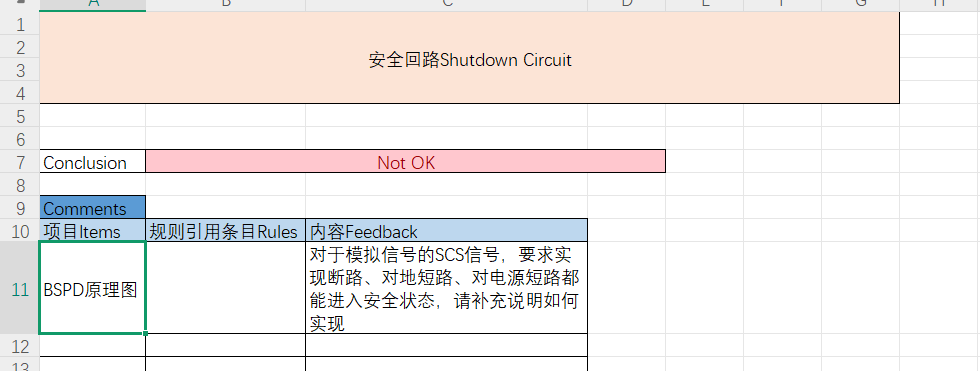 A B C D E F G H
1
2
安全回路Shutdown Circuit
3
4
5
6
7 Conclusion Not OK
8
9 Comments
10 项目Items 规则引用条目Rules 内容Feedback
对于模拟信号的SCS信号，要求实
现断路、对地短路、对电源短路都
11 BSPD原理图
能进入安全状态，请补充说明如何
实现
12
13